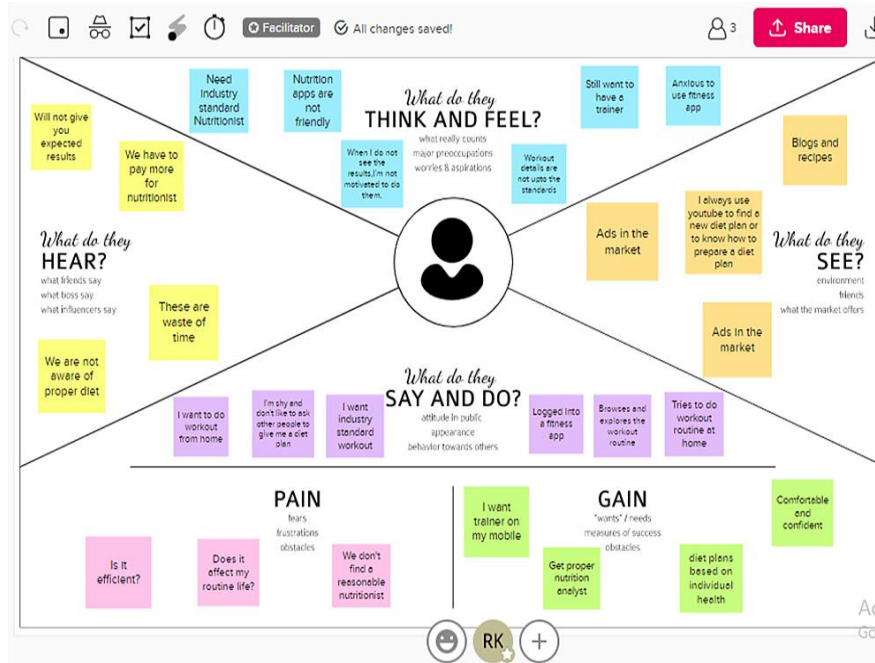 Facilitator
All changes saved!
3
Share
Need
Industry
standard
Nutritionist
Nutrition
apps are
not
friendly
What do they
THINK AND FEEL?
what really counts
major preoccupations
worries & aspirations
When I do not
see the
results,I'm not
motivated to do
them.
Workout
details are
not upto the
standards
Still want to
have a
trainer
Anxious to
use fitness
app
Will not give
you
expected
results
We have to
pay more
for
nutritionist
What do they
HEAR?
what friends say
what boss say
what influencers say
These are
waste of
time
We are not
aware of
proper diet
Blogs and
recipes
I always use
youtube to find a
new diet plan or
to know how to
prepare a diet
plan
Ads in the
market
What do they
SEE?
environment
friends
what the market offers
Ads in the
market
What do they
SAY AND DO?
attitude in public
appearance
behavior towards others
I want to do
workout
from home
I'm shy and
don't like to ask
other people to
give me a diet
plan
I want
industry
standard
workout
Logged into
a fitness
app
Browses and
explores the
workout
routine
Tries to do
workout
routine at
home
PAIN
fears
frustrations
obstacles
Is it
efficient?
Does it
affect my
routine life?
We don't
find a
reasonable
nutritionist
GAIN
"wants" / needs
measures of success
obstacles
I want
trainer on
my mobile
Get proper
nutrition
analyst
diet plans
based on
individual
health
Comfortable
and
confident
RK